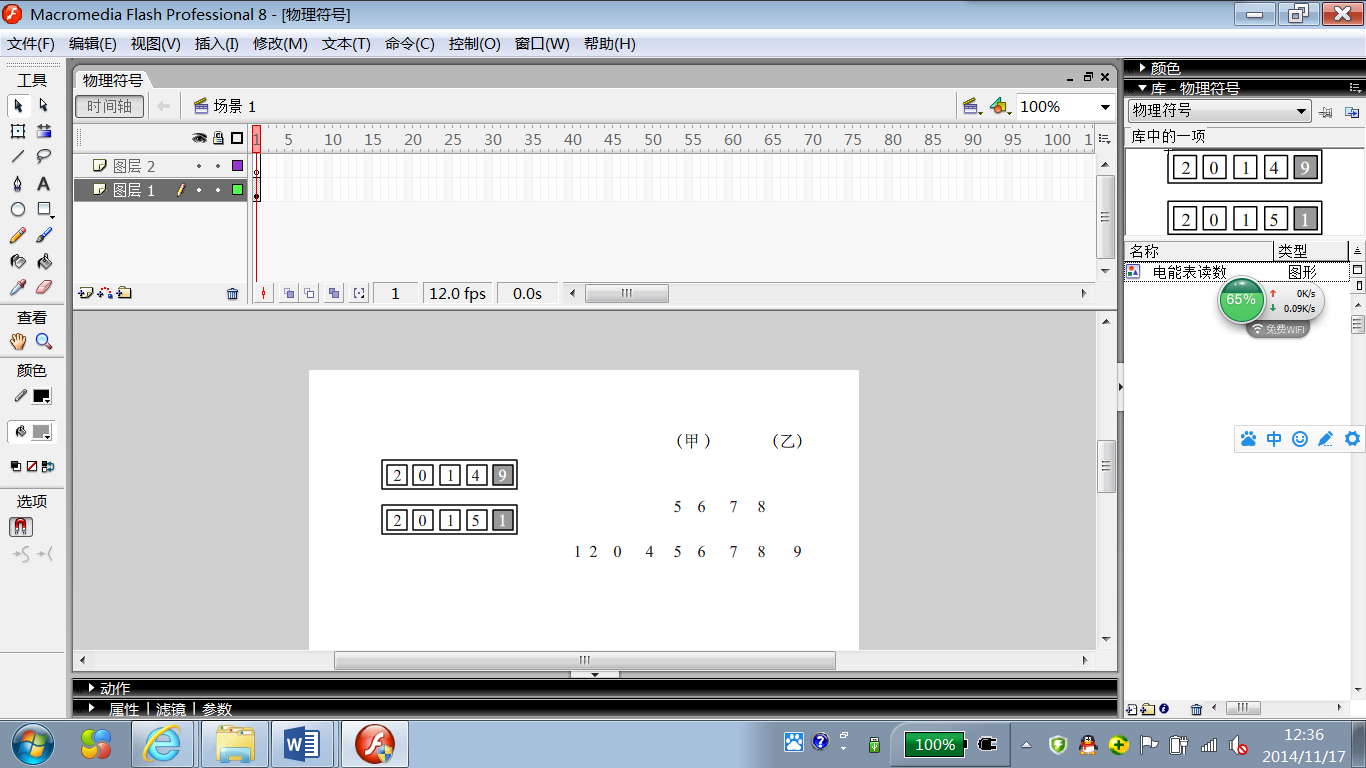 Macromedia Flash Professional 8 - [物理符号]
文件(F) 编辑(E) 视图(V) 插入(I) 修改(M) 文本(T) 命令(C) 控制(O) 窗口(W) 帮助(H)
工具
查看
颜色
选项
物理符号
时间轴 场景 1 100%
1 5 10 15 20 25 30 35 40 45 50 55 60 65 70 75 80 85 90 95 100 1
图层 2
图层 1
1 12.0 fps 0.0s
（甲） （乙）
2 0 1 4 9
5 6 7 8
2 0 1 5 1
1 2 0 4 5 6 7 8 9
动作
属性 滤镜 参数
颜色
库 - 物理符号
物理符号
库中的一项
2 0 1 4 9
2 0 1 5 1
名称 类型
电能表读数 图形
65% 0K/s
0.09K/s
免费WIFI
中
100%
12:36
2014/11/17